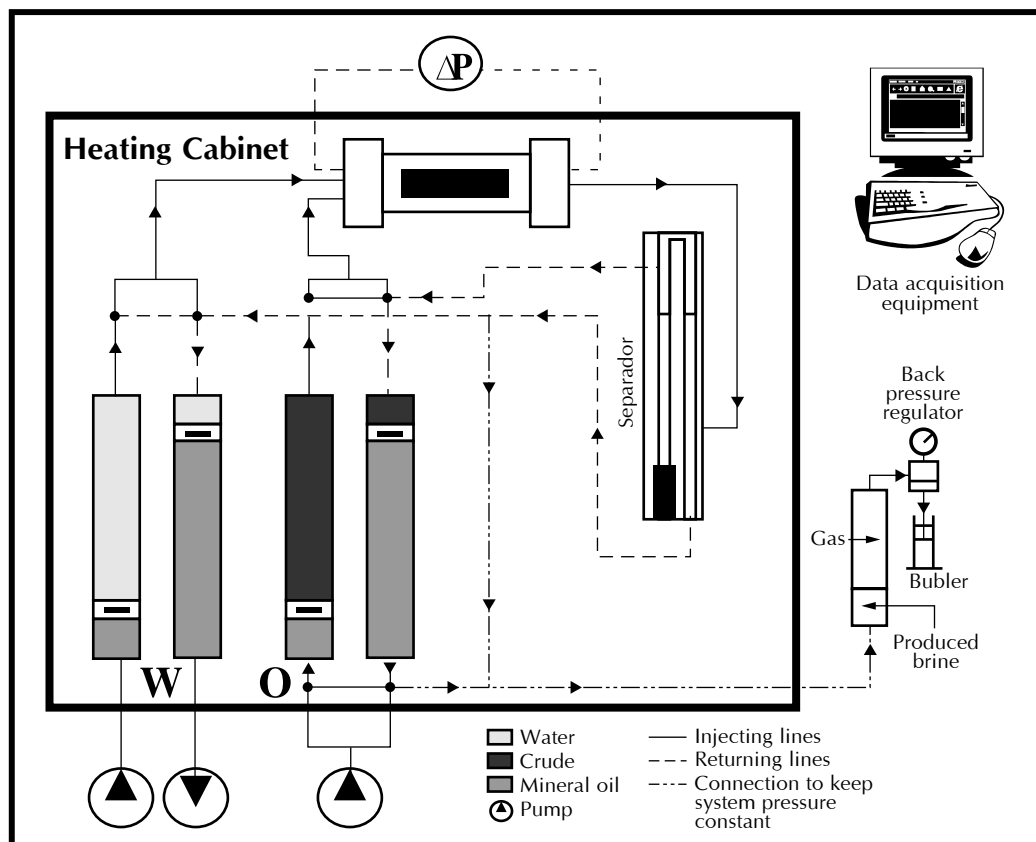 ΔP
Heating Cabinet
Data acquisition
equipment
Separador
Back
pressure
regulator
Gas
Bubler
Produced
brine
W
O
Water
Crude
Mineral oil
Pump
Injecting lines
Returning lines
Connection to keep
system pressure
constant